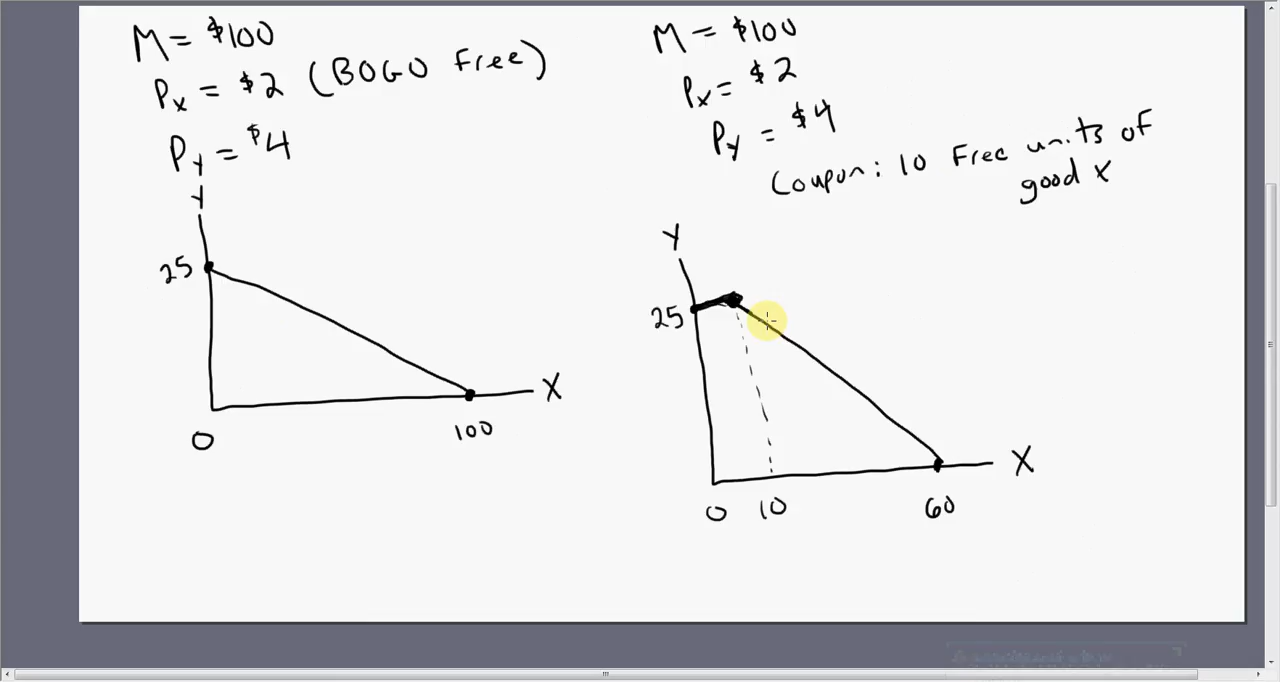 M = $100
Px = $2 (BOGO Free)
PY = $4
Y
25
0
100
X
M = $100
Px = $2
PY = $4
Coupon: 10 Free units of
good X
Y
25
0 10 60
X